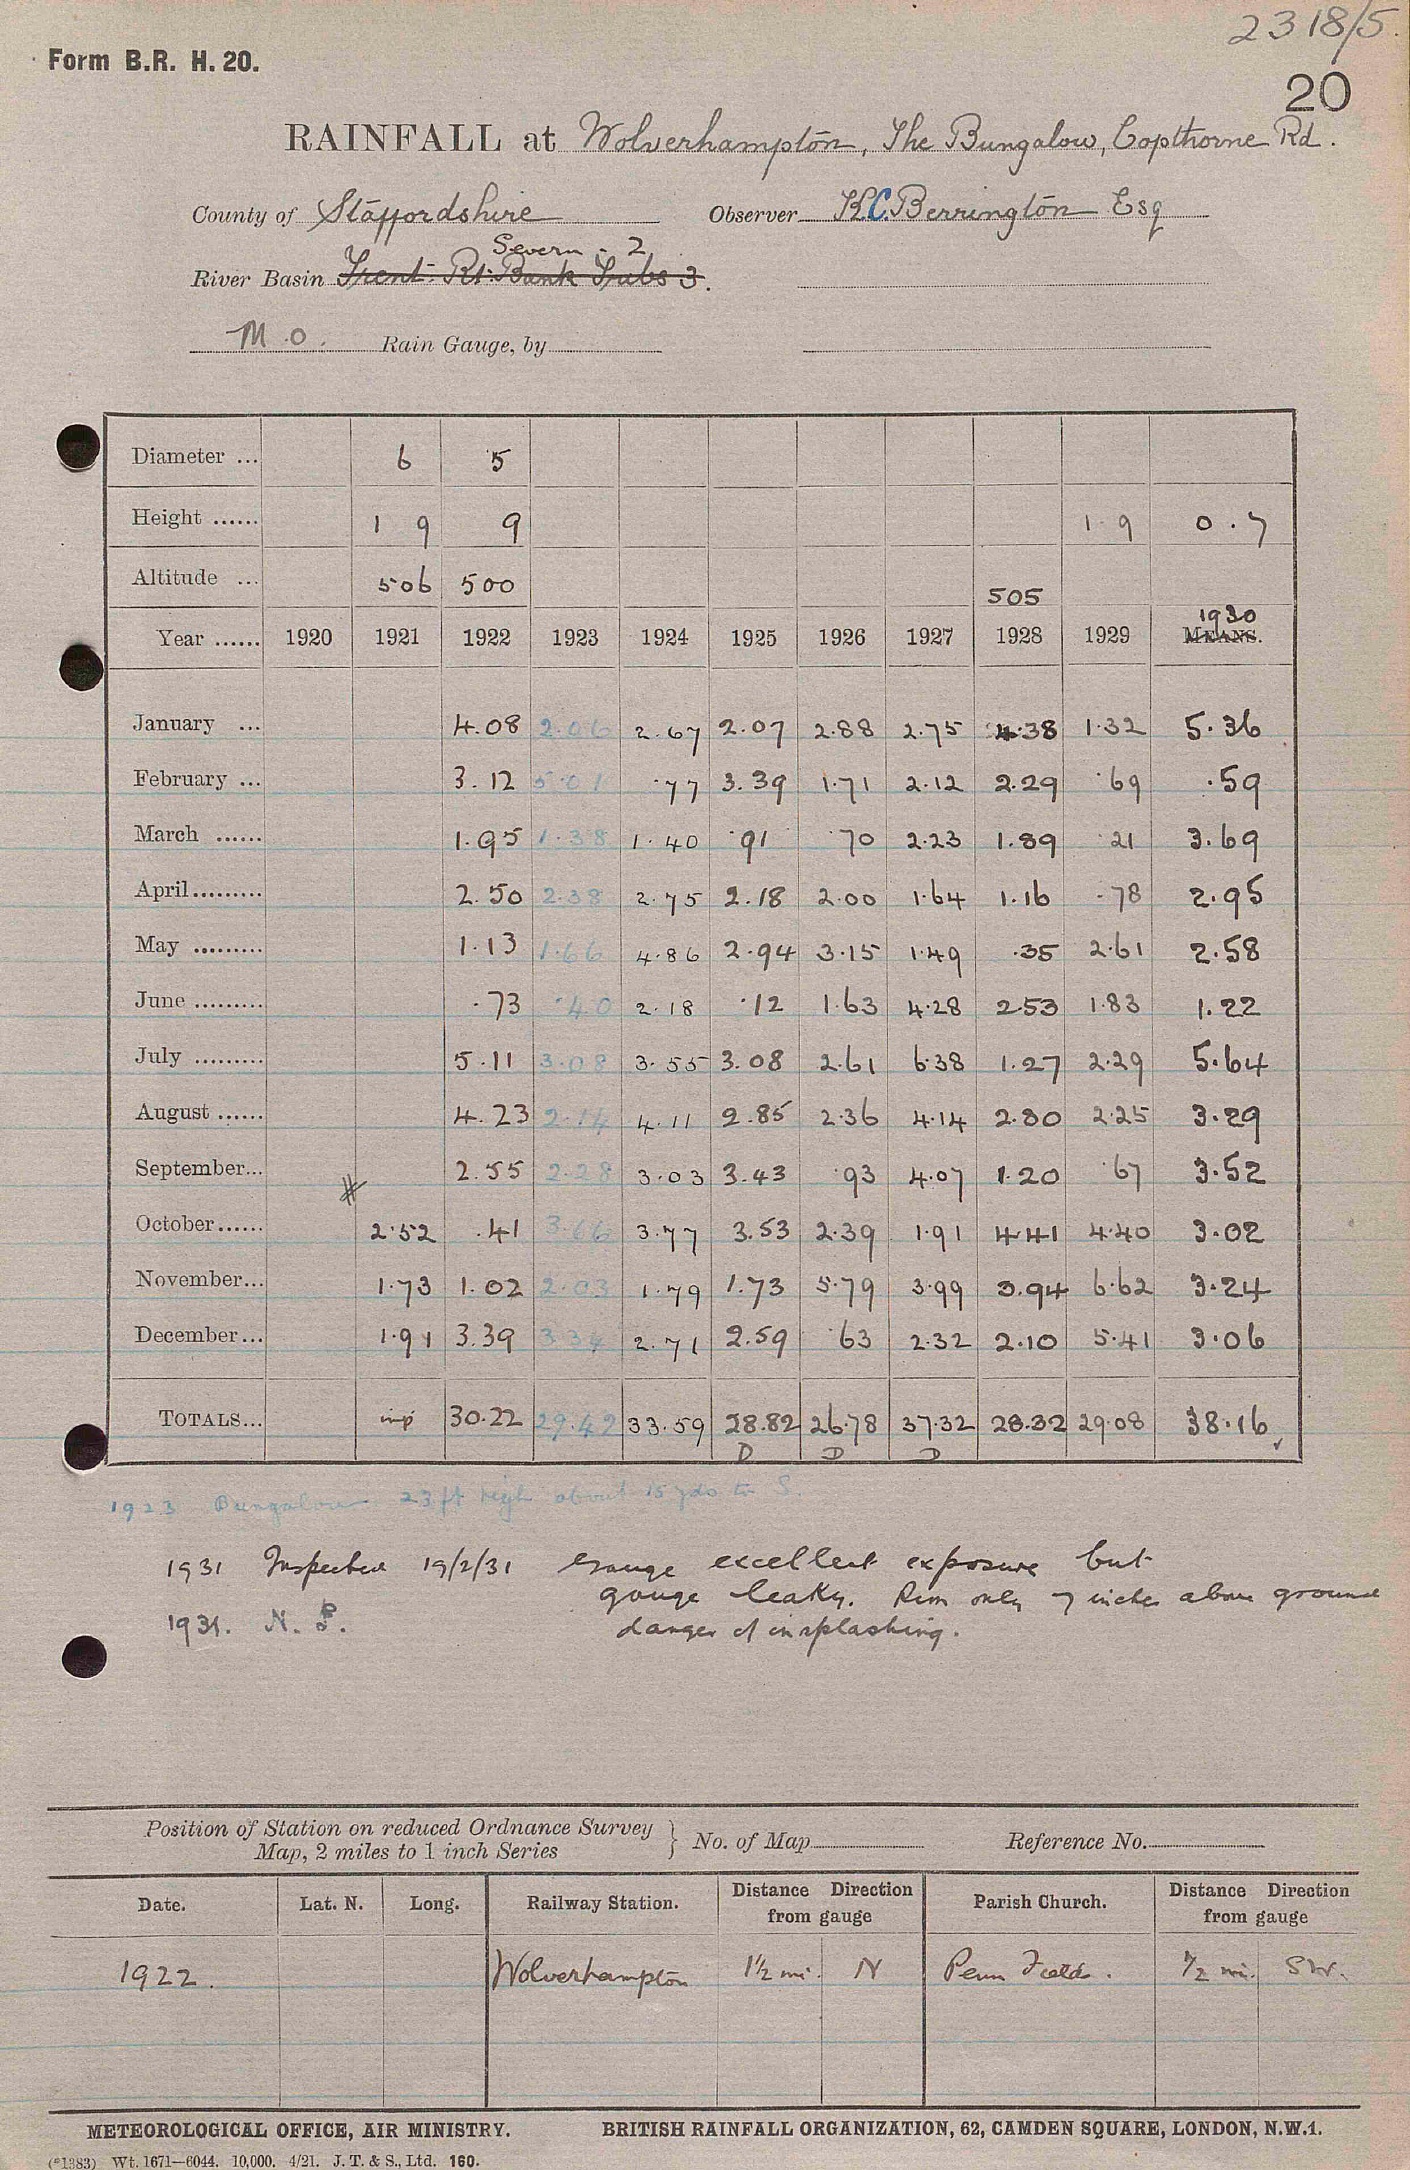 2318/5.
Form B.R. H. 20.
20
RAINFALL at Wolverhampton, The Bungalow, Copthorne Rd.
County of Staffordshire Observer K.C. Berrington Esq
Severn - 2
River Basin Trent. Rt. Bank Tribs 3.
M.O. Rain Gauge, by
Diameter ... 6 5
Height ...... 1 9 9 1.9 0.7
Altitude ... 506 500 505
1930
Year ...... 1920 1921 1922 1923 1924 1925 1926 1927 1928 1929 MEANS.
January ... 4.08 2.06 2.67 2.07 2.88 2.75 4.38 1.32 5.36
February ... 3.12 5.01 .77 3.39 1.71 2.12 2.29 .69 .59
March ...... 1.95 1.38 1.40 .91 .70 2.23 1.89 .21 3.69
April......... 2.50 2.38 2.75 2.18 2.00 1.64 1.16 .78 2.95
May ......... 1.13 1.66 4.86 2.94 3.15 1.49 .35 2.61 2.58
June ......... .73 .40 2.18 .12 1.63 4.28 2.53 1.83 1.22
July ......... 5.11 3.08 3.55 3.08 2.61 6.38 1.27 2.29 5.64
August ...... 4.23 2.14 4.11 2.85 2.36 4.14 2.80 2.25 3.29
September... 2.55 2.28 3.03 3.43 .93 4.07 1.20 .67 3.52
October...... 2.52 .41 3.66 3.77 3.53 2.39 1.91 4.41 4.40 3.02
November... 1.73 1.02 2.03 1.79 1.73 5.79 3.99 3.94 6.62 3.24
December... 1.91 3.39 3.34 2.71 2.59 .63 2.32 2.10 5.41 3.06
TOTALS... imp 30.22 29.42 33.59 28.82 26.78 37.32 28.32 29.08 38.16
D D D
1923 Bungalow 23 ft high about 15 yds to S.
1931 Inspected 19/2/31 Gauge excellent exposure but
gauge leaky. Rim only 7 inches above ground
1931. N. P. danger of insplashing.
Position of Station on reduced Ordnance Survey
Map, 2 miles to 1 inch Series } No. of Map Reference No.
Date. Lat. N. Long. Railway Station. Distance Direction from gauge Parish Church. Distance Direction from gauge
1922. Wolverhampton 1½ mi. N Penn Fields. ½ mi. SW.
METEOROLOGICAL OFFICE, AIR MINISTRY. BRITISH RAINFALL ORGANIZATION, 62, CAMDEN SQUARE, LONDON, N.W.1.
(*1383) Wt. 1671—6044. 10,000. 4/21. J. T. & S., Ltd. 160.